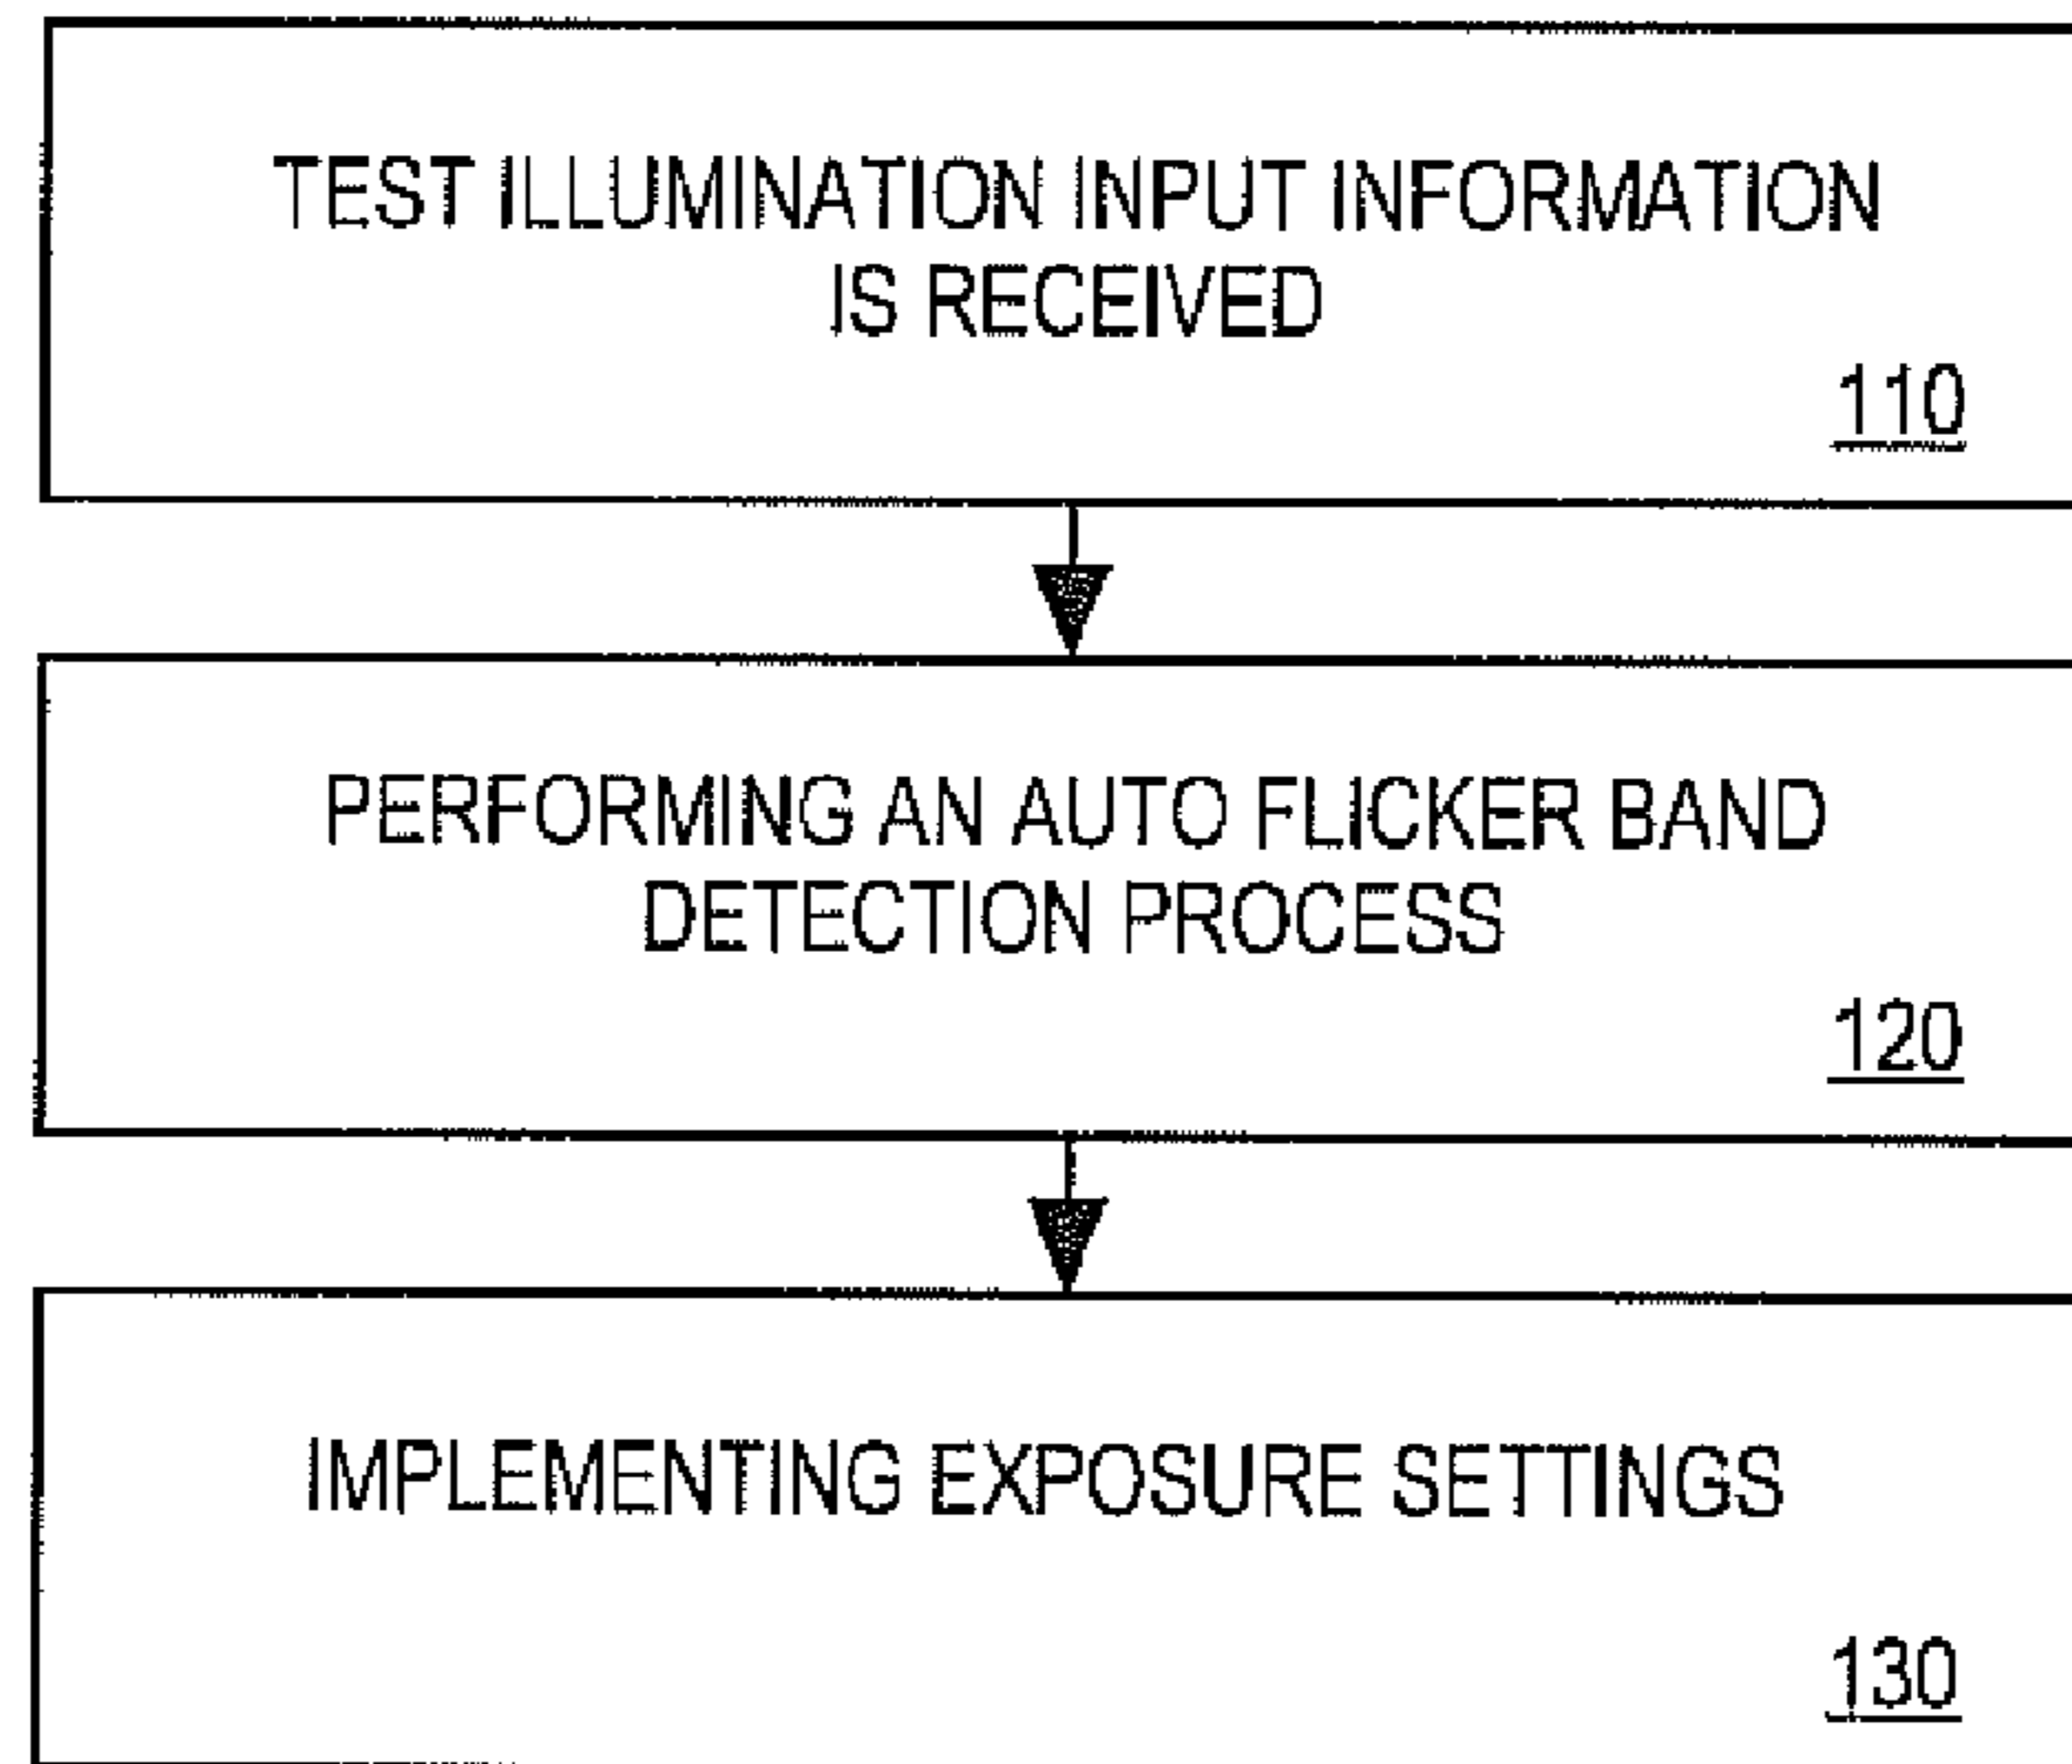 TEST ILLUMINATION INPUT INFORMATION
IS RECEIVED
110
PERFORMING AN AUTO FLICKER BAND
DETECTION PROCESS
120
IMPLEMENTING EXPOSURE SETTINGS
130